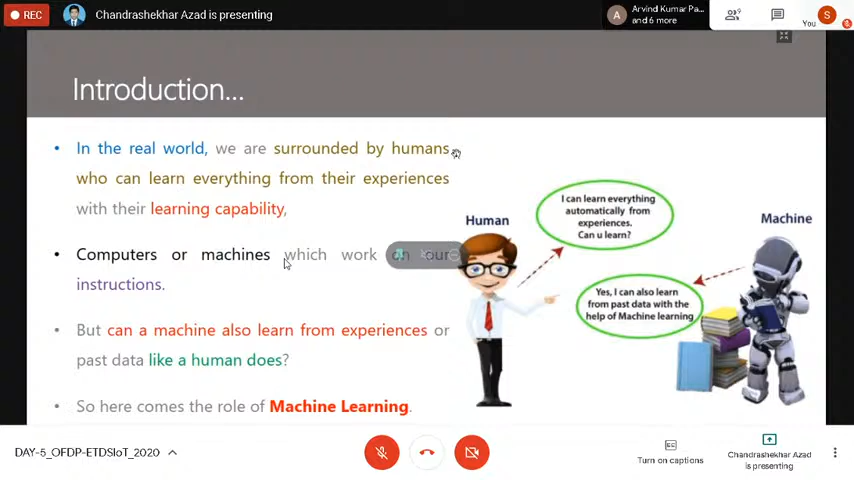 REC
Chandrashekhar Azad is presenting
A
Arvind Kumar Pa...
and 6 more
S
You
Introduction...
• In the real world, we are surrounded by humans
who can learn everything from their experiences
with their learning capability,
• Computers or machines which work on our
instructions.
• But can a machine also learn from experiences or
past data like a human does?
• So here comes the role of Machine Learning.
Human
I can learn everything
automatically from
experiences.
Can u learn?
Machine
Yes, I can also learn
from past data with the
help of Machine learning
DAY-5_OFDP-ETDSIoT_2020
Turn on captions
Chandrashekhar Azad
is presenting